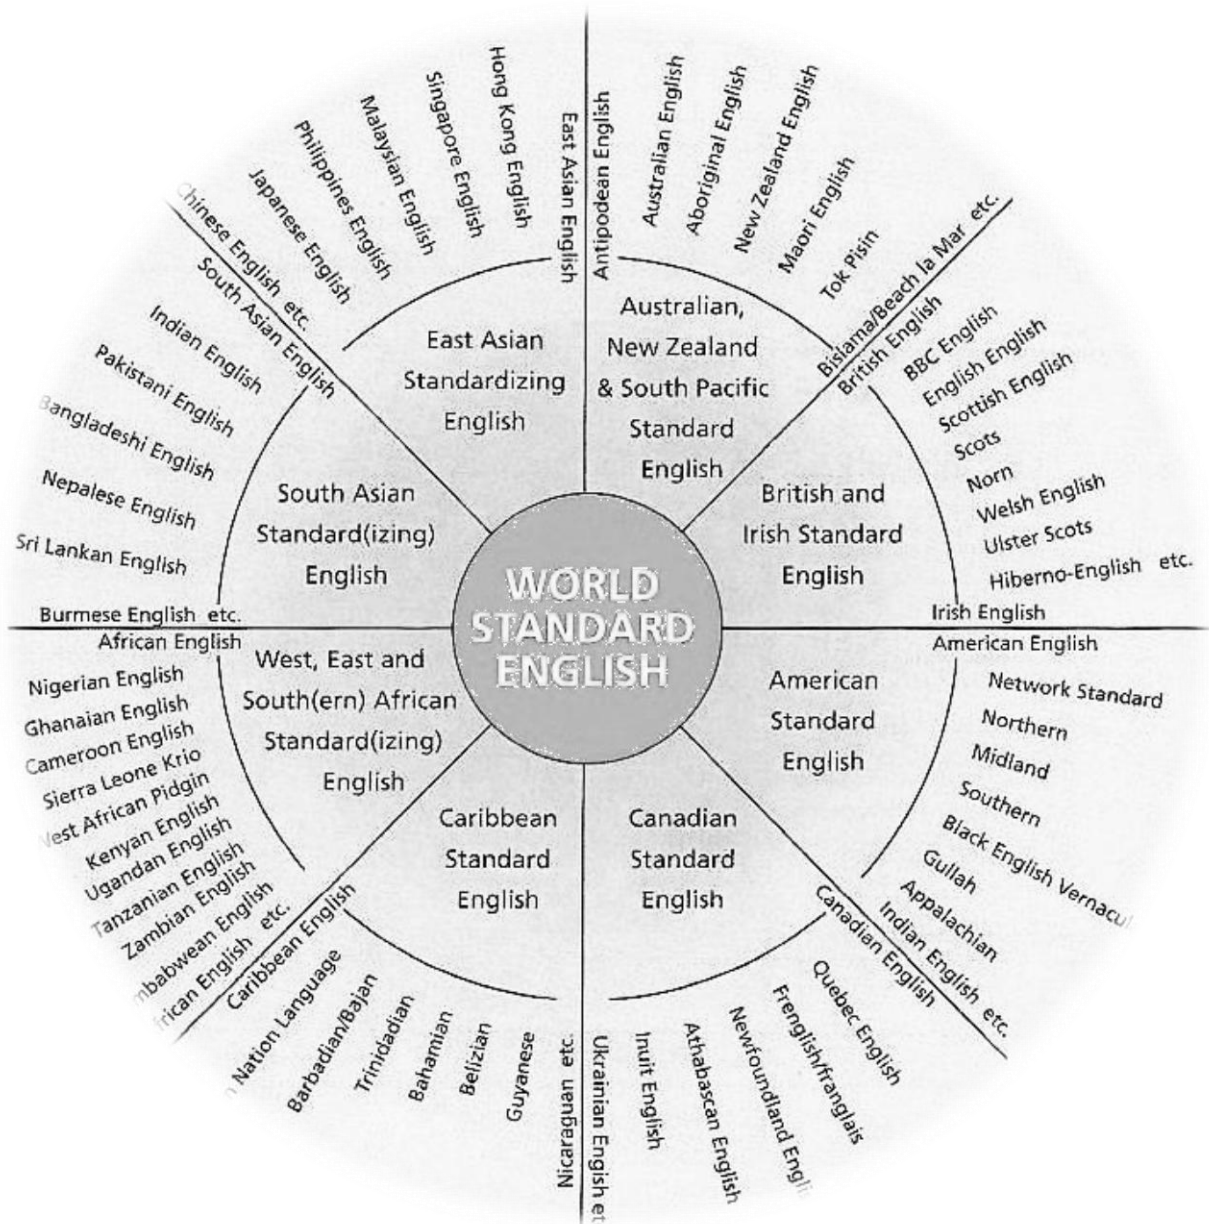 WORLD
STANDARD
ENGLISH
Australian,
New Zealand
& South Pacific
Standard
English
Antipodean English
Australian English
Aboriginal English
New Zealand English
Maori English
Tok Pisin
Bislama/Beach la Mar etc.
British and
Irish Standard
English
British English
BBC English
English English
Scottish English
Scots
Norn
Welsh English
Ulster Scots
Hiberno-English etc.
Irish English
American
Standard
English
American English
Network Standard
Northern
Midland
Southern
Black English Vernacul
Gullah
Appalachian
Indian English etc.
Canadian
Standard
English
Canadian English
Quebec English
Frenglish/franglais
Newfoundland Engli
Athabascan English
Inuit English
Ukrainian Engish et
Caribbean
Standard
English
Caribbean English
Nation Language
Barbadian/Bajan
Trinidadian
Bahamian
Belizian
Guyanese
Nicaraguan etc.
West, East and
South(ern) African
Standard(izing)
English
African English
Nigerian English
Ghanaian English
Cameroon English
Sierra Leone Krio
West African Pidgin
Kenyan English
Ugandan English
Tanzanian English
Zambian English
mbabwean English
frican English etc.
South Asian
Standard(izing)
English
South Asian English
Indian English
Pakistani English
Bangladeshi English
Nepalese English
Sri Lankan English
Burmese English etc.
East Asian
Standardizing
English
East Asian English
Hong Kong English
Singapore English
Malaysian English
Philippines English
Japanese English
Chinese English etc.